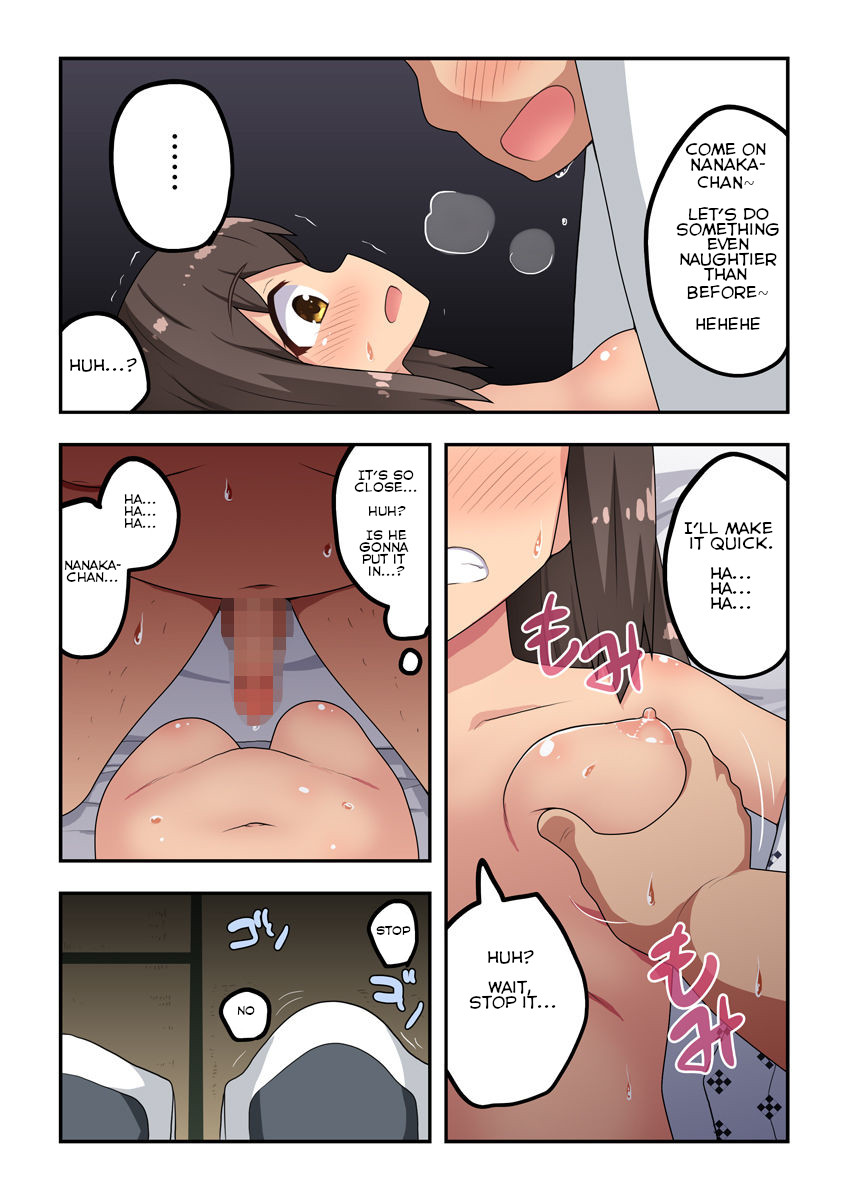 COME ON
NANAKA-
CHAN~
LET'S DO
SOMETHING
EVEN
NAUGHTIER
THAN
BEFORE~
HEHEHE
……
HUH…?
I'LL MAKE
IT QUICK.
HA…
HA…
HA…
もみ
HUH?
WAIT,
STOP IT…
もみ
IT'S SO
CLOSE…
HUH?
IS HE
GONNA
PUT IT
IN…?
HA…
HA…
HA…
NANAKA-
CHAN…
STOP
ゴソ
NO
ゴソ